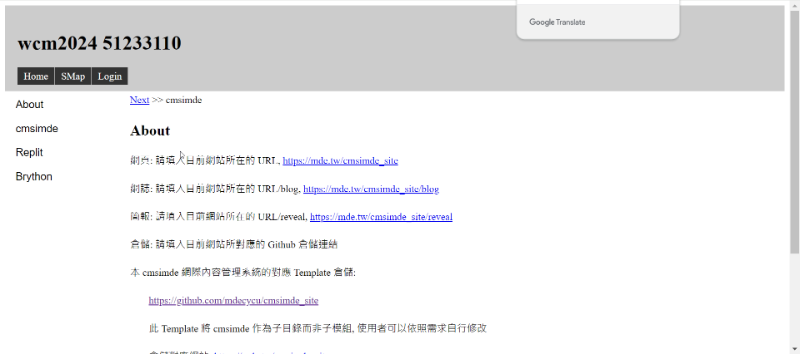 Google Translate
wcm2024 51233110
Home SMap Login
About
cmsimde
Replit
Brython
Next >> cmsimde
About
網頁: 請填入目前網站所在的 URL, https://mde.tw/cmsimde_site
網誌: 請填入目前網站所在的 URL/blog, https://mde.tw/cmsimde_site/blog
簡報: 請填入目前網站所在的 URL/reveal, https://mde.tw/cmsimde_site/reveal
倉儲: 請填入目前網站所對應的 Github 倉儲連結
本 cmsimde 網際內容管理系統的對應 Template 倉儲:
https://github.com/mdecycu/cmsimde_site
此 Template 將 cmsimde 作為子目錄而非子模組, 使用者可以依照需求自行修改